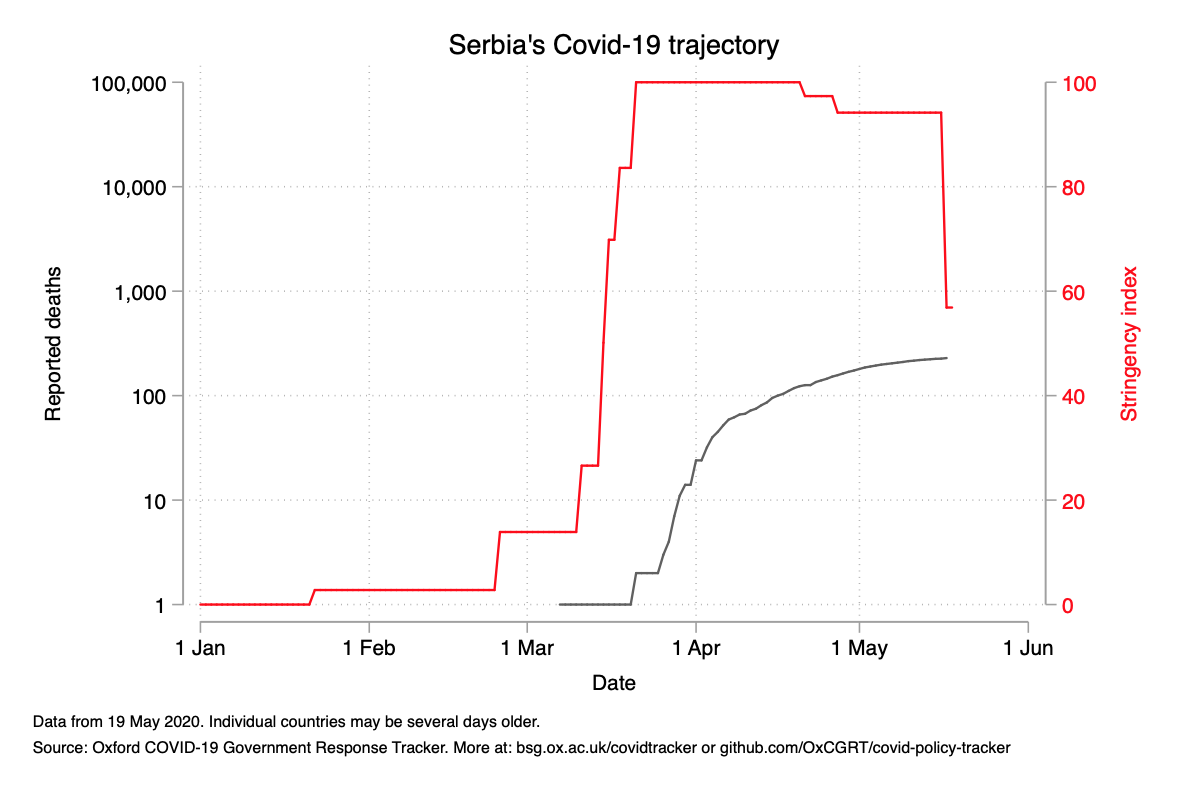 Serbia's Covid-19 trajectory
100,000
10,000
1,000
100
10
1
Reported deaths
100
80
60
40
20
0
Stringency index
1 Jan
1 Feb
1 Mar
1 Apr
1 May
1 Jun
Date
Data from 19 May 2020. Individual countries may be several days older.
Source: Oxford COVID-19 Government Response Tracker. More at: bsg.ox.ac.uk/covidtracker or github.com/OxCGRT/covid-policy-tracker